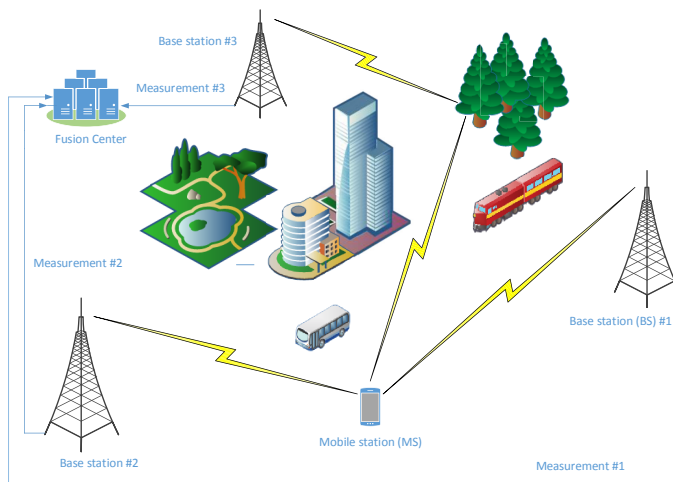 Base station #3
Measurement #3
Fusion Center
Measurement #2
Base station (BS) #1
Mobile station (MS)
Base station #2
Measurement #1